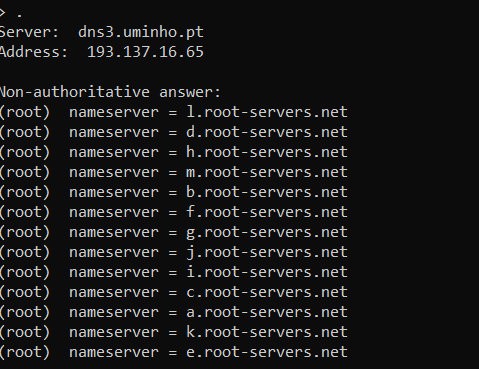 > .
Server:  dns3.uminho.pt
Address:  193.137.16.65

Non-authoritative answer:
(root)  nameserver = l.root-servers.net
(root)  nameserver = d.root-servers.net
(root)  nameserver = h.root-servers.net
(root)  nameserver = m.root-servers.net
(root)  nameserver = b.root-servers.net
(root)  nameserver = f.root-servers.net
(root)  nameserver = g.root-servers.net
(root)  nameserver = j.root-servers.net
(root)  nameserver = i.root-servers.net
(root)  nameserver = c.root-servers.net
(root)  nameserver = a.root-servers.net
(root)  nameserver = k.root-servers.net
(root)  nameserver = e.root-servers.net